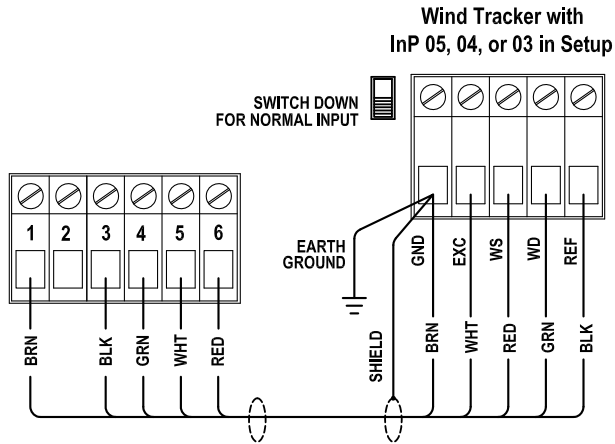 Wind Tracker with
InP 05, 04, or 03 in Setup
SWITCH DOWN
FOR NORMAL INPUT
1 2 3 4 5 6
EARTH
GROUND
GND EXC WS WD REF
BRN BLK GRN WHT RED
SHIELD
BRN WHT RED GRN BLK